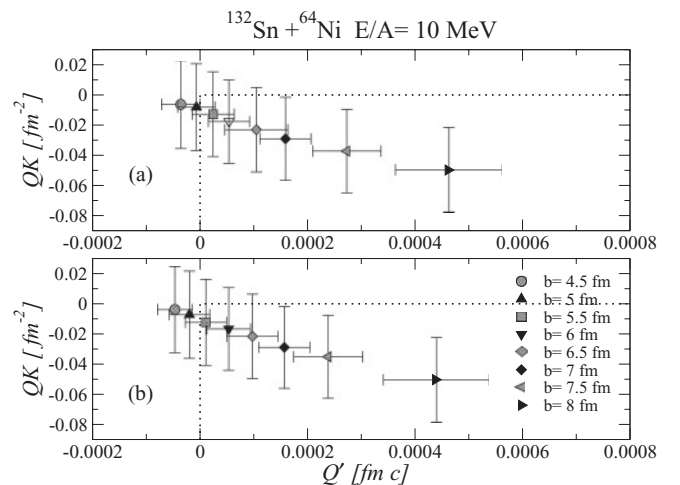 ¹³²Sn +⁶⁴Ni E/A= 10 MeV
0.02
0
-0.02
-0.04
-0.06
-0.08
QK [ fm⁻²]
(a)
-0.0002 0 0.0002 0.0004 0.0006 0.0008
0.02
0
-0.02
-0.04
-0.06
-0.08
QK [ fm⁻²]
(b)
b= 4.5 fm
b= 5 fm
b= 5.5 fm
b= 6 fm
b= 6.5 fm
b= 7 fm
b= 7.5 fm
b= 8 fm
-0.0002 0 0.0002 0.0004 0.0006 0.0008
Q' [fm c]